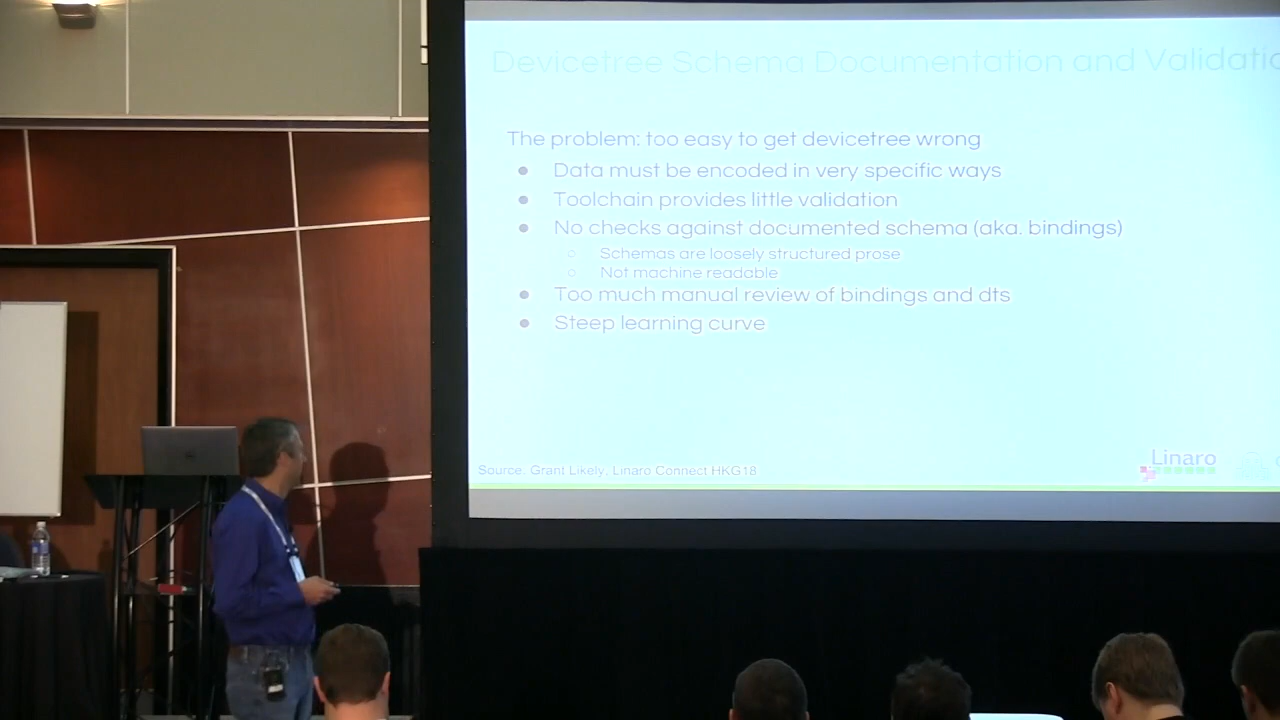 Devicetree Schema Documentation and Validatio
The problem: too easy to get devicetree wrong
● Data must be encoded in very specific ways
● Toolchain provides little validation
● No checks against documented schema (aka. bindings)
○ Schemas are loosely structured prose
○ Not machine readable
● Too much manual review of bindings and dts
● Steep learning curve
Source. Grant Likely, Linaro Connect HKG18
Linaro